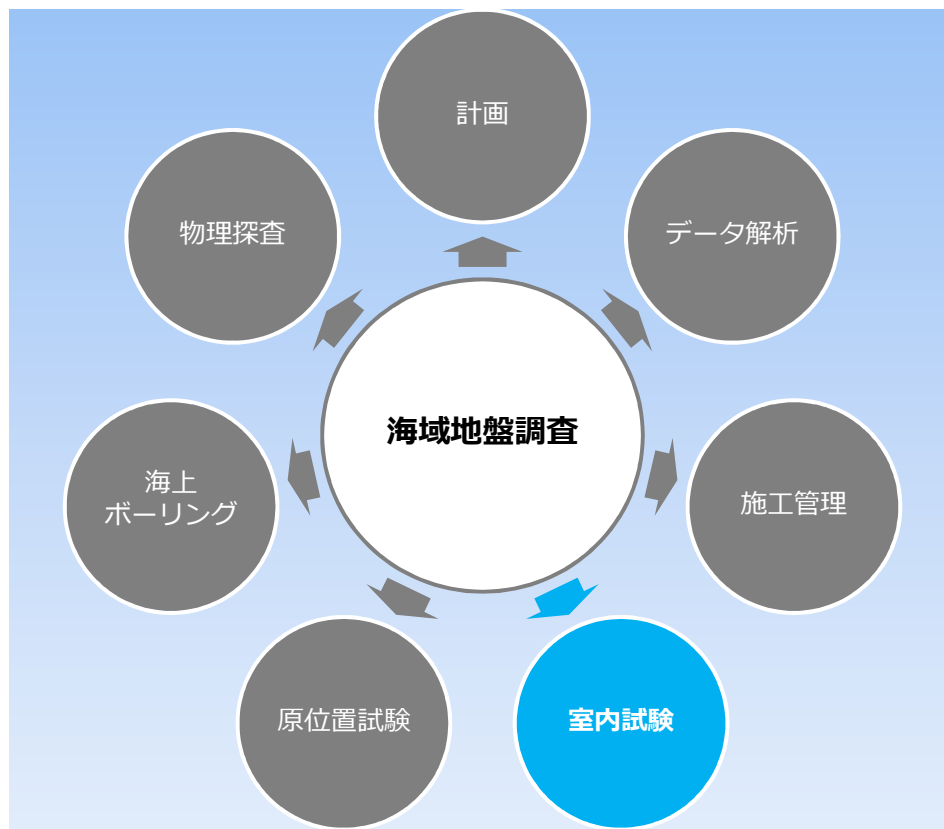 計画
物理探査
データ解析
海域地盤調査
海上
ボーリング
施工管理
原位置試験
室内試験